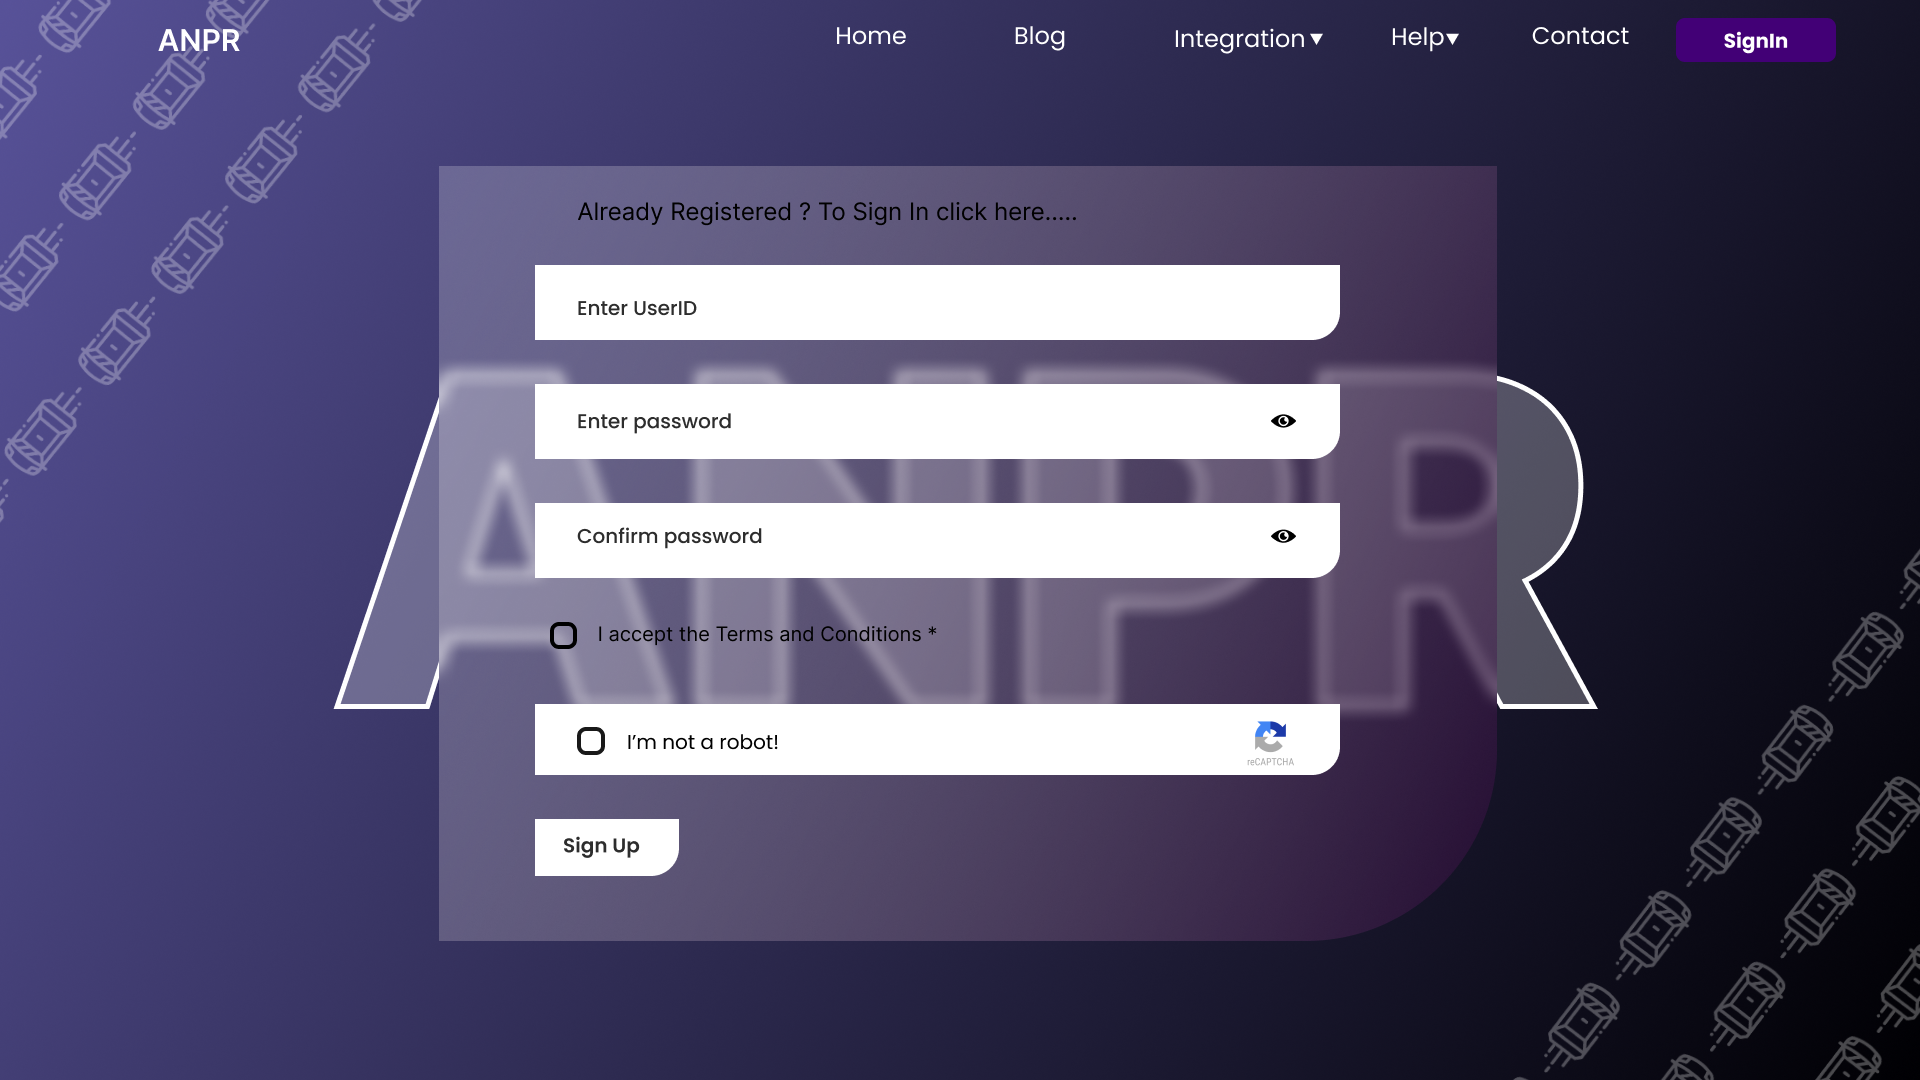 ANPR
Home
Blog
Integration▼
Help▼
Contact
SignIn
Already Registered ? To Sign In click here.....
Enter UserID
ANPR
Enter password
Confirm password
I accept the Terms and Conditions *
I’m not a robot!
reCAPTCHA
Sign Up